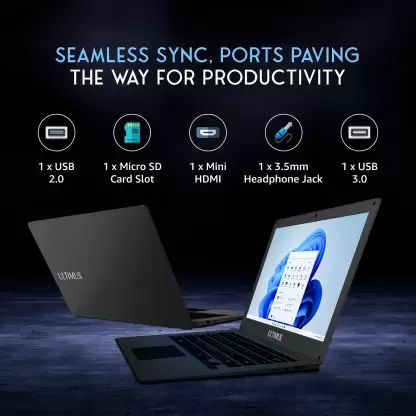 SEAMLESS SYNC, PORTS PAVING
THE WAY FOR PRODUCTIVITY
1 x USB
2.0
1 x Micro SD
Card Slot
1 x Mini
HDMI
1 x 3.5mm
Headphone Jack
1 x USB
3.0
ULTIMUS
ULTIMUS